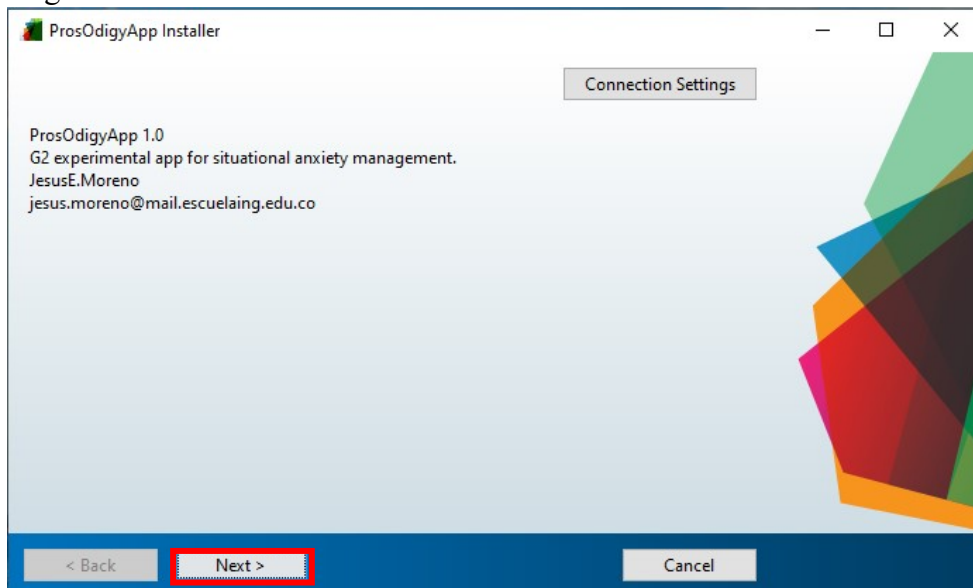 ProsOdigyApp Installer
Connection Settings
ProsOdigyApp 1.0
G2 experimental app for situational anxiety management.
JesusE.Moreno
jesus.moreno@mail.escuelaing.edu.co
< Back
Next >
Cancel